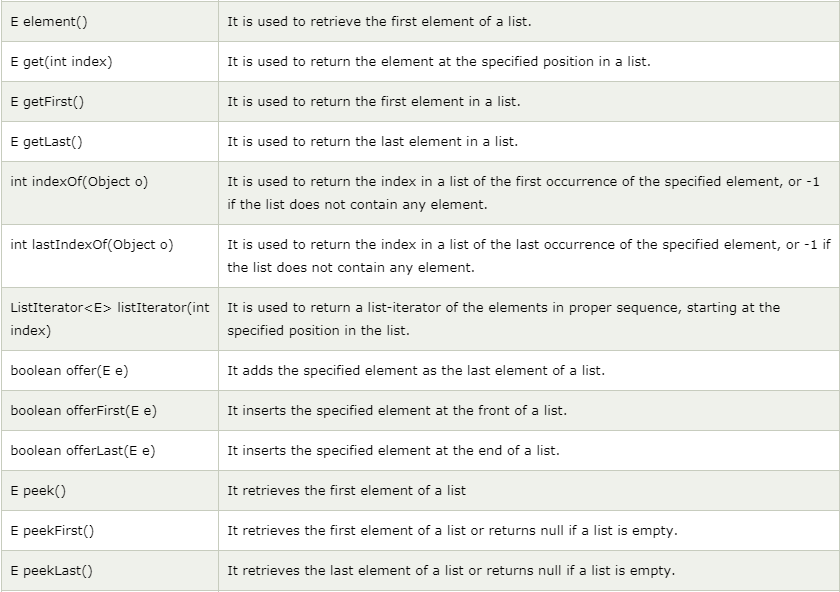 E element()
It is used to retrieve the first element of a list.
E get(int index)
It is used to return the element at the specified position in a list.
E getFirst()
It is used to return the first element in a list.
E getLast()
It is used to return the last element in a list.
int indexOf(Object o)
It is used to return the index in a list of the first occurrence of the specified element, or -1
if the list does not contain any element.
int lastIndexOf(Object o)
It is used to return the index in a list of the last occurrence of the specified element, or -1 if
the list does not contain any element.
ListIterator<E> listIterator(int
index)
It is used to return a list-iterator of the elements in proper sequence, starting at the
specified position in the list.
boolean offer(E e)
It adds the specified element as the last element of a list.
boolean offerFirst(E e)
It inserts the specified element at the front of a list.
boolean offerLast(E e)
It inserts the specified element at the end of a list.
E peek()
It retrieves the first element of a list
E peekFirst()
It retrieves the first element of a list or returns null if a list is empty.
E peekLast()
It retrieves the last element of a list or returns null if a list is empty.